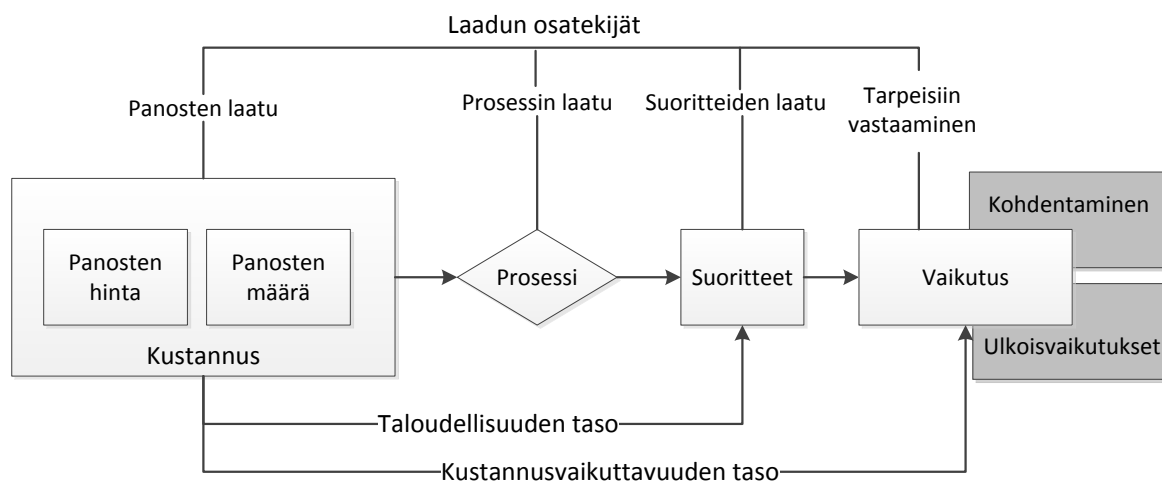 Laadun osatekijät
Panosten laatu
Prosessin laatu
Suoritteiden laatu
Tarpeisiin
vastaaminen
Kohdentaminen
Panosten
hinta
Panosten
määrä
Kustannus
Prosessi
Suoritteet
Vaikutus
Ulkoisvaikutukset
Taloudellisuuden taso
Kustannusvaikuttavuuden taso